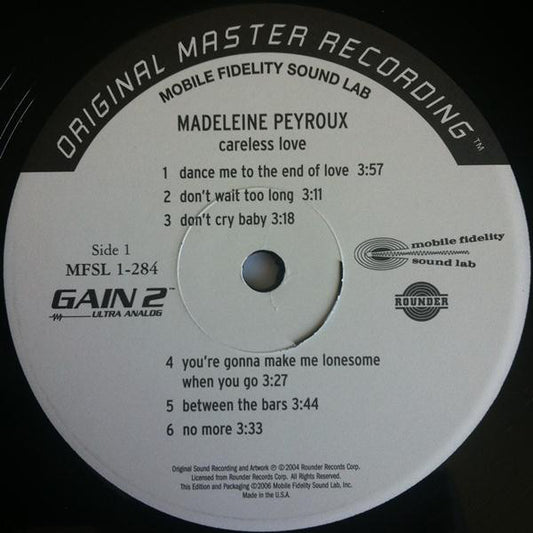 ORIGINAL MASTER RECORDING™
MOBILE FIDELITY SOUND LAB
MADELEINE PEYROUX
careless love
1 dance me to the end of love 3:57
2 don't wait too long 3:11
3 don't cry baby 3:18
Side 1
MFSL 1-284
mobile fidelity
sound lab
GAIN 2™
ULTRA ANALOG
ROUNDER
4 you're gonna make me lonesome
when you go 3:27
5 between the bars 3:44
6 no more 3:33
Original Sound Recording and Artwork ℗ © 2004 Rounder Records Corp.
Licensed from Rounder Records Corp. All Rights Reserved.
This Edition and Packaging ©2006 Mobile Fidelity Sound Lab, Inc.
Made in the U.S.A.